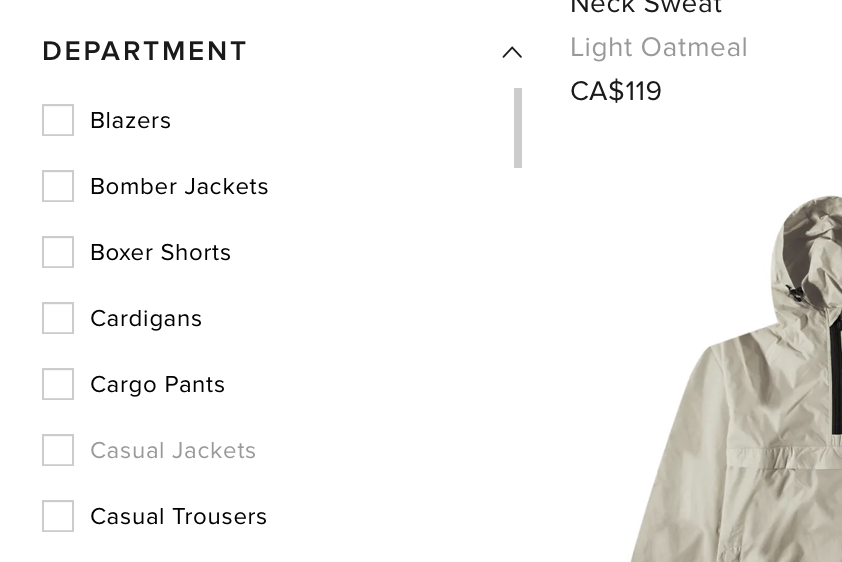 DEPARTMENT
Blazers
Bomber Jackets
Boxer Shorts
Cardigans
Cargo Pants
Casual Jackets
Casual Trousers
Neck Sweat
Light Oatmeal
CA$119